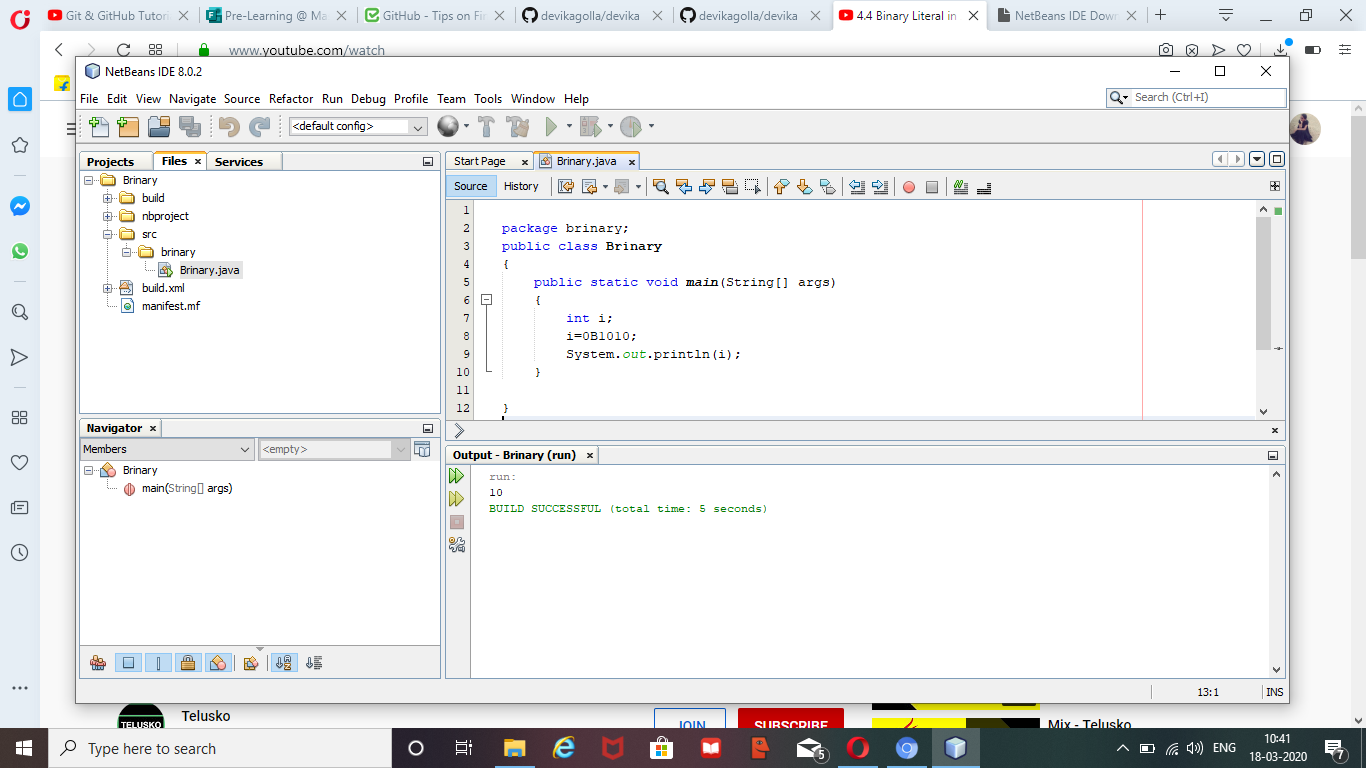 Git & GitHub Tutori
Pre-Learning @ Ma
GitHub - Tips on Fir
devikagolla/devika
devikagolla/devika
4.4 Binary Literal in
NetBeans IDE Dow
www.youtube.com/watch
NetBeans IDE 8.0.2
File Edit View Navigate Source Refactor Run Debug Profile Team Tools Window Help
Search (Ctrl+I)
<default config>
Projects Files Services
Start Page Brinary.java
Source History
Brinary
build
nbproject
src
brinary
Brinary.java
build.xml
manifest.mf
1
2 package brinary;
3 public class Brinary
4 {
5 public static void main(String[] args)
6 {
7 int i;
8 i=0B1010;
9 System.out.println(i);
10 }
11
12 }
Navigator
Members <empty>
Brinary
main(String[] args)
Output - Brinary (run)
run:
10
BUILD SUCCESSFUL (total time: 5 seconds)
13:1 INS
TELUSKO
Telusko
JOIN
SUBSCRIBE
Mix - Telusko
Type here to search
5
ENG
10:41
18-03-2020
7